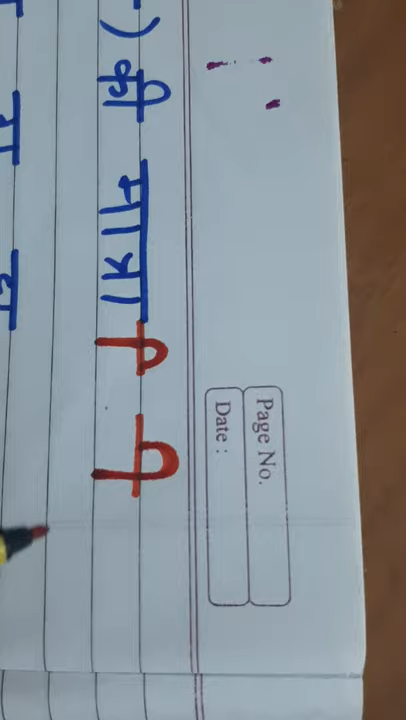 Page No.
Date :
) की मात्रा ि ी